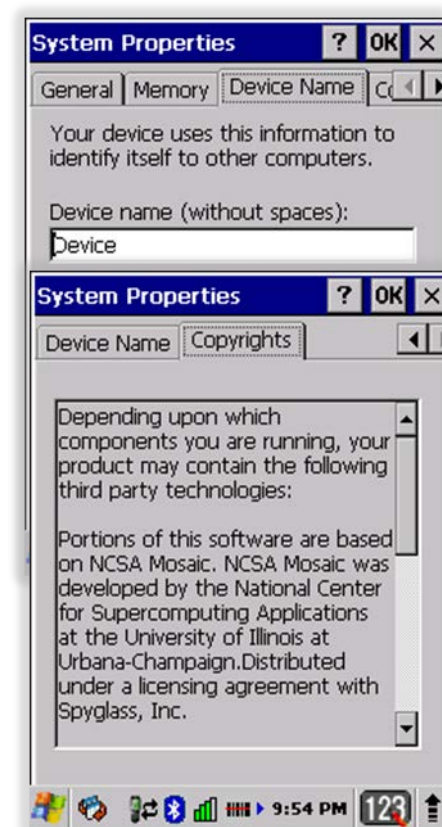 System Properties ? OK ×
General Memory Device Name
Your device uses this information to
identify itself to other computers.
Device name (without spaces):
Device
System Properties ? OK ×
Device Name Copyrights
Depending upon which
components you are running, your
product may contain the following
third party technologies:
Portions of this software are based
on NCSA Mosaic. NCSA Mosaic was
developed by the National Center
for Supercomputing Applications
at the University of Illinois at
Urbana-Champaign.Distributed
under a licensing agreement with
Spyglass, Inc.
9:54 PM 123